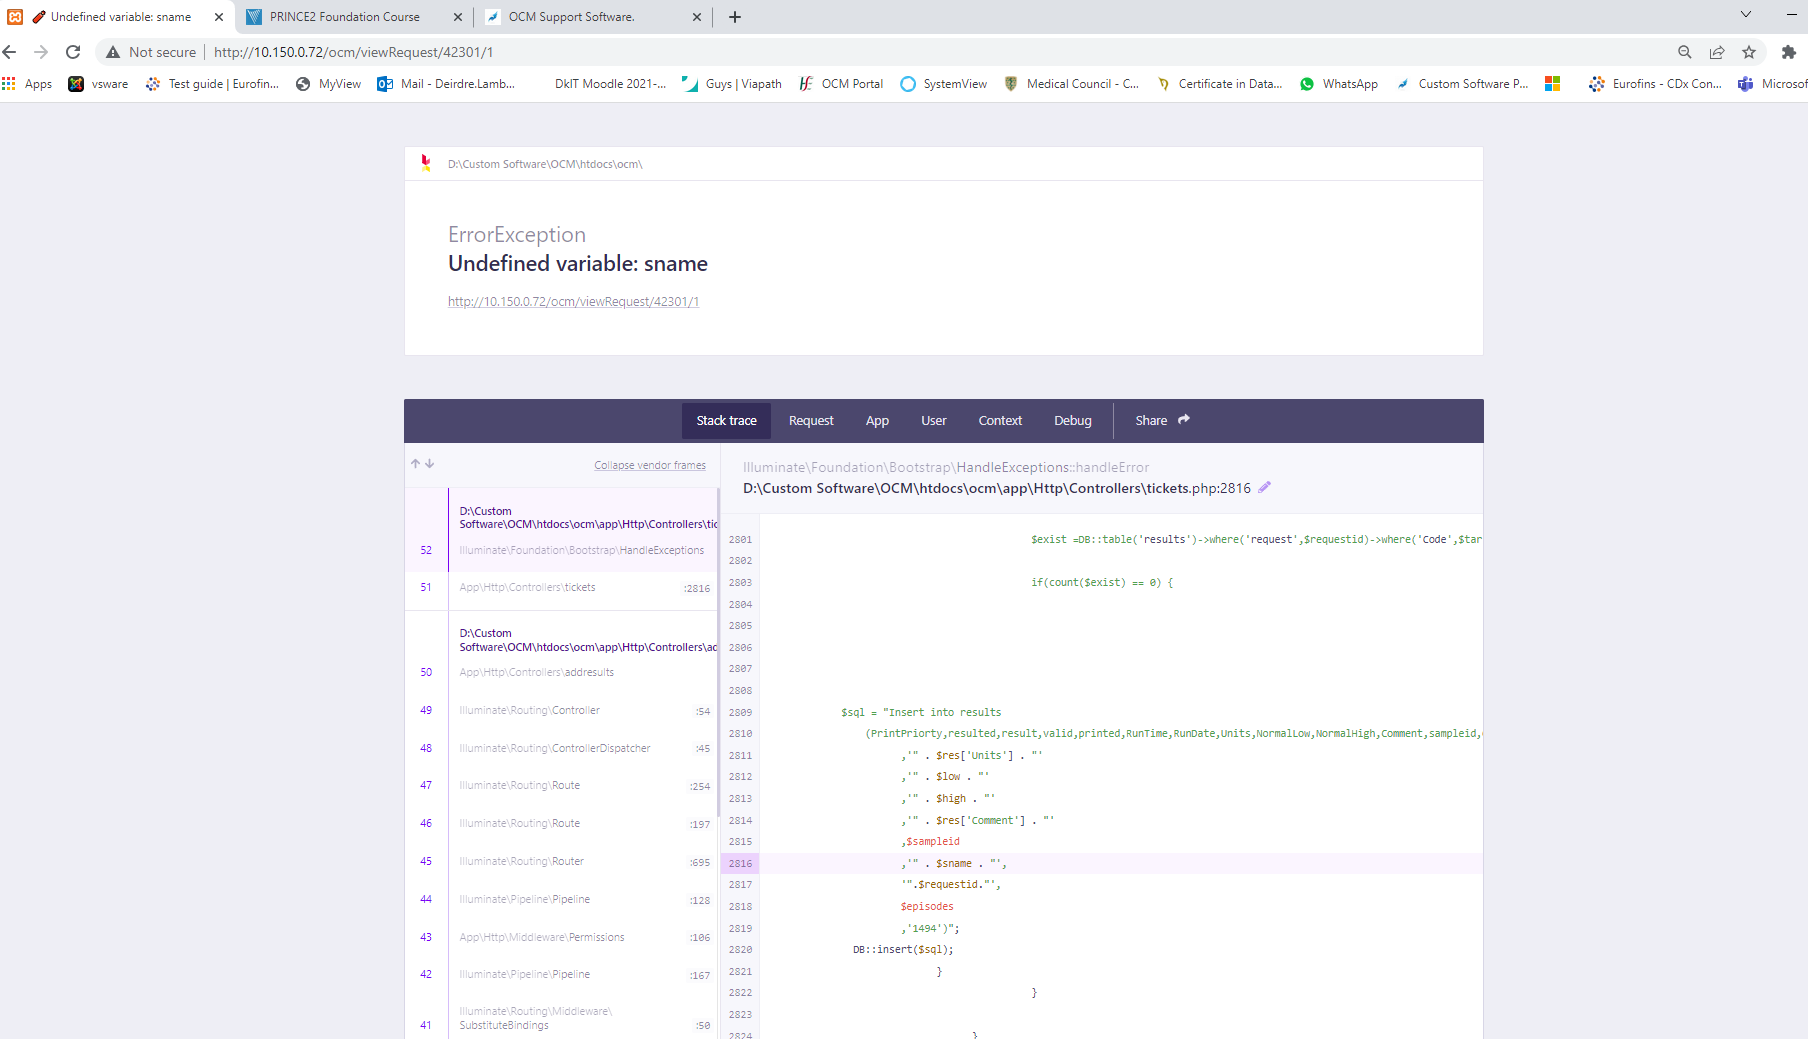 Undefined variable: sname
PRINCE2 Foundation Course
OCM Support Software.
Not secure | http://10.150.0.72/ocm/viewRequest/42301/1
Apps
vsware
Test guide | Eurofin...
MyView
Mail - Deirdre.Lamb...
DkIT Moodle 2021-...
Guys | Viapath
OCM Portal
SystemView
Medical Council - C...
Certificate in Data...
WhatsApp
Custom Software P...
Eurofins - CDx Con...
Microsof
D:\Custom Software\OCM\htdocs\ocm\
ErrorException
Undefined variable: sname
http://10.150.0.72/ocm/viewRequest/42301/1
Stack trace
Request
App
User
Context
Debug
Share
Collapse vendor frames
D:\Custom
Software\OCM\htdocs\ocm\app\Http\Controllers\tic
52 Illuminate\Foundation\Bootstrap\HandleExceptions
51 App\Http\Controllers\tickets :2816
D:\Custom
Software\OCM\htdocs\ocm\app\Http\Controllers\ad
50 App\Http\Controllers\addresults
49 Illuminate\Routing\Controller :54
48 Illuminate\Routing\ControllerDispatcher :45
47 Illuminate\Routing\Route :254
46 Illuminate\Routing\Route :197
45 Illuminate\Routing\Router :695
44 Illuminate\Pipeline\Pipeline :128
43 App\Http\Middleware\Permissions :106
42 Illuminate\Pipeline\Pipeline :167
Illuminate\Routing\Middleware\
41 SubstituteBindings :50
Illuminate\Foundation\Bootstrap\HandleExceptions::handleError
D:\Custom Software\OCM\htdocs\ocm\app\Http\Controllers\tickets.php:2816
2801 $exist =DB::table('results')->where('request',$requestid)->where('Code',$tar
2802
2803 if(count($exist) == 0) {
2804
2805
2806
2807
2808
2809 $sql = "Insert into results
2810 (PrintPriorty,resulted,result,valid,printed,RunTime,RunDate,Units,NormalLow,NormalHigh,Comment,sampleid,
2811 ,'" . $res['Units'] . "'
2812 ,'" . $low . "'
2813 ,'" . $high . "'
2814 ,'" . $res['Comment'] . "'
2815 ,$sampleid
2816 ,'" . $sname . "',
2817 '".$requestid."',
2818 $episodes
2819 ,'1494')";
2820 DB::insert($sql);
2821 }
2822 }
2823
2824 }